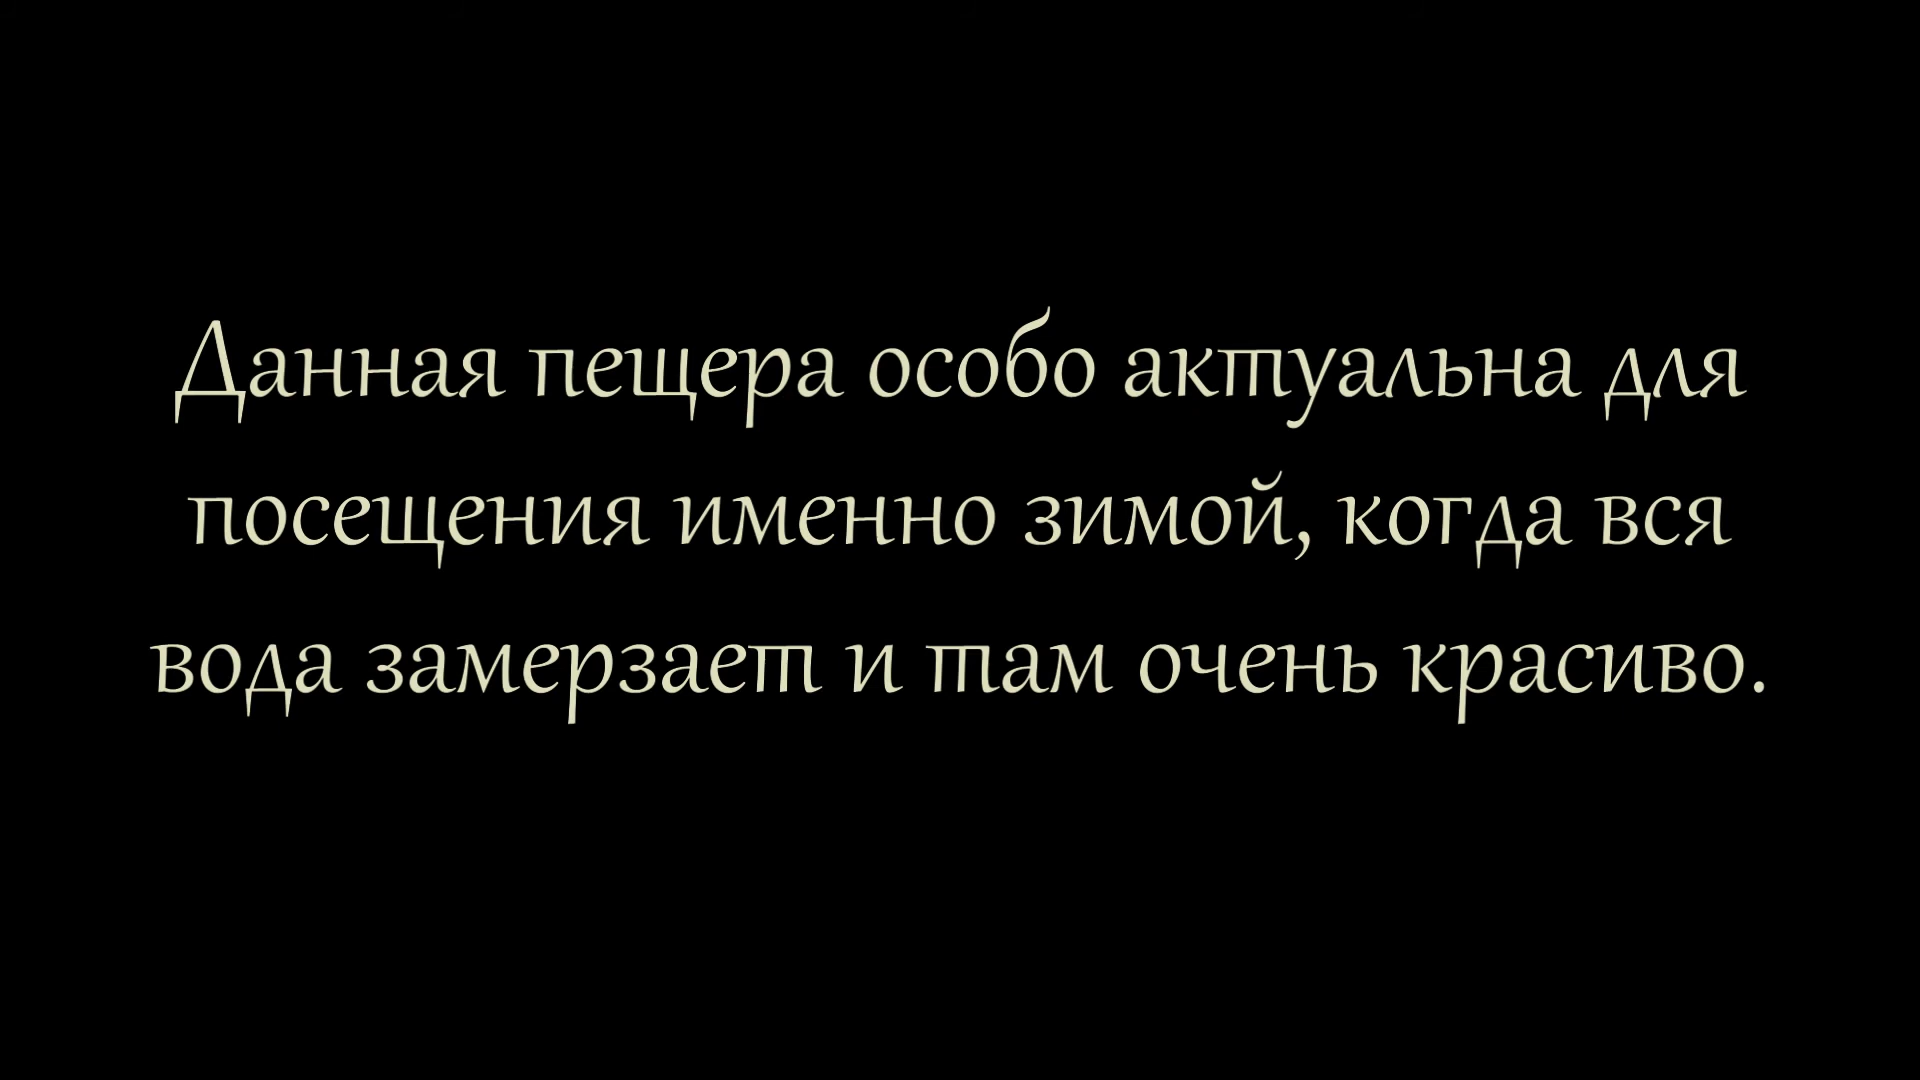 Данная пещера особо актуальна для
посещения именно зимой, когда вся
вода замерзает и там очень красиво.